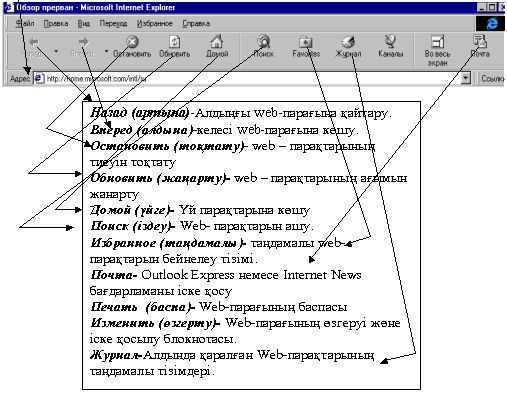 Обзор прерван - Microsoft Internet Explorer
Файл Правка Вид Переход Избранное Справка
Назад Вперед Остановить Обновить Домой Поиск Favorites Журнал Каналы Во весь экран Почта
Адрес http://home.microsoft.com/intl/ru Ссылки
Назад (артына)-Алдыңғы Web-парағына қайтару.
Вперед (алдына)-келесі Web-парағына көшу.
Остановить (тоқтату)- web – парақтарының
тиеуін тоқтату
Обновить (жаңарту)- web – парақтарының ағымын
жаңарту
Домой (үйге)- Үй парақтарына көшу
Поиск (іздеу)- Web- парақтарын ашу.
Избранное (таңдамалы)- таңдамалы web-
парақтарын бейнелеу тізімі.
Почта- Outlook Express немесе Internet News
бағдарламаны іске қосу
Печать (баспа)- Web-парағының баспасы
Изменить (өзгерту)- Web-парағының өзгеруі және
іске қосылу блокнотасы.
Журнал-Алдында қаралған Web-парақтарының
таңдамалы тізімдері.